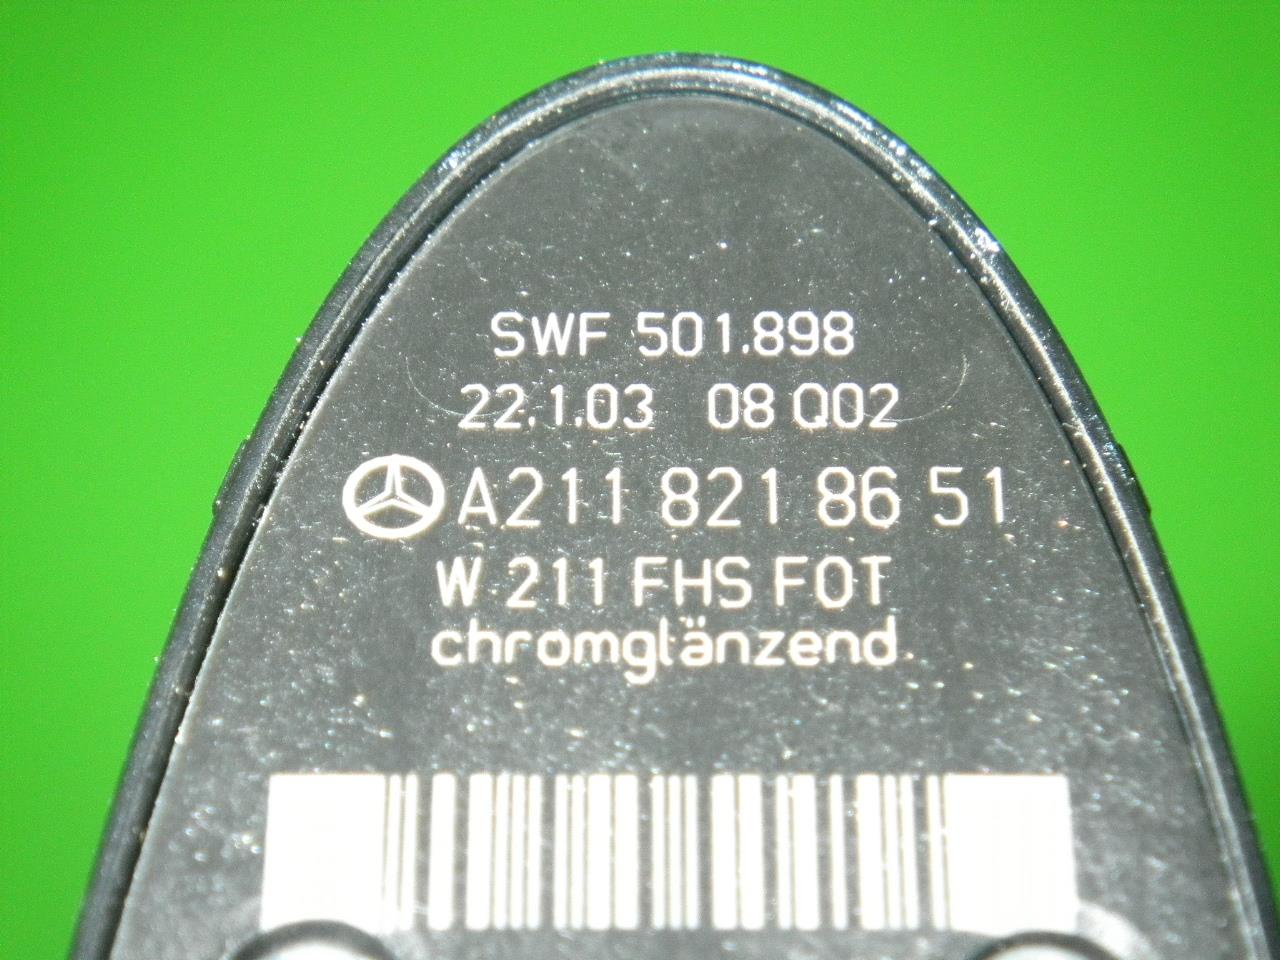 SWF 501.898
22.1.03 08 Q02
A211 821 86 51
W 211 FHS FOT
chromglänzend